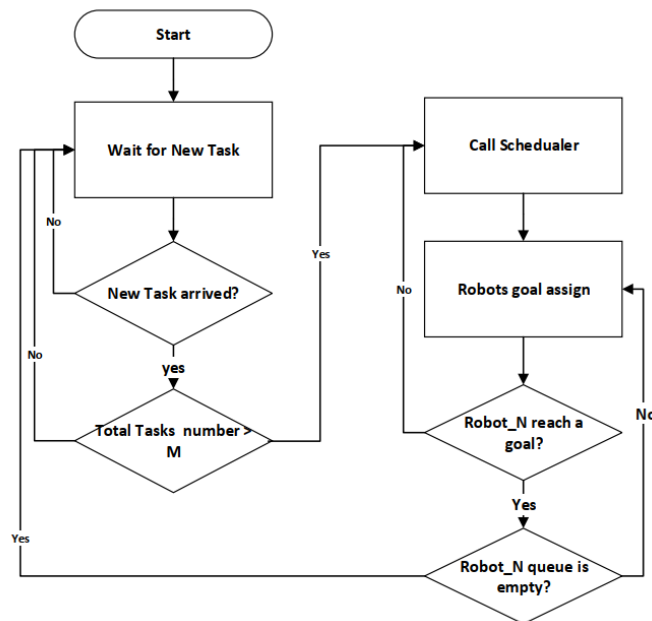 Start
Wait for New Task
No
New Task arrived?
yes
No
Total Tasks number >
M
Yes
Yes
Call Schedualer
Robots goal assign
No
Robot_N reach a
goal?
Yes
No
Robot_N queue is
empty?